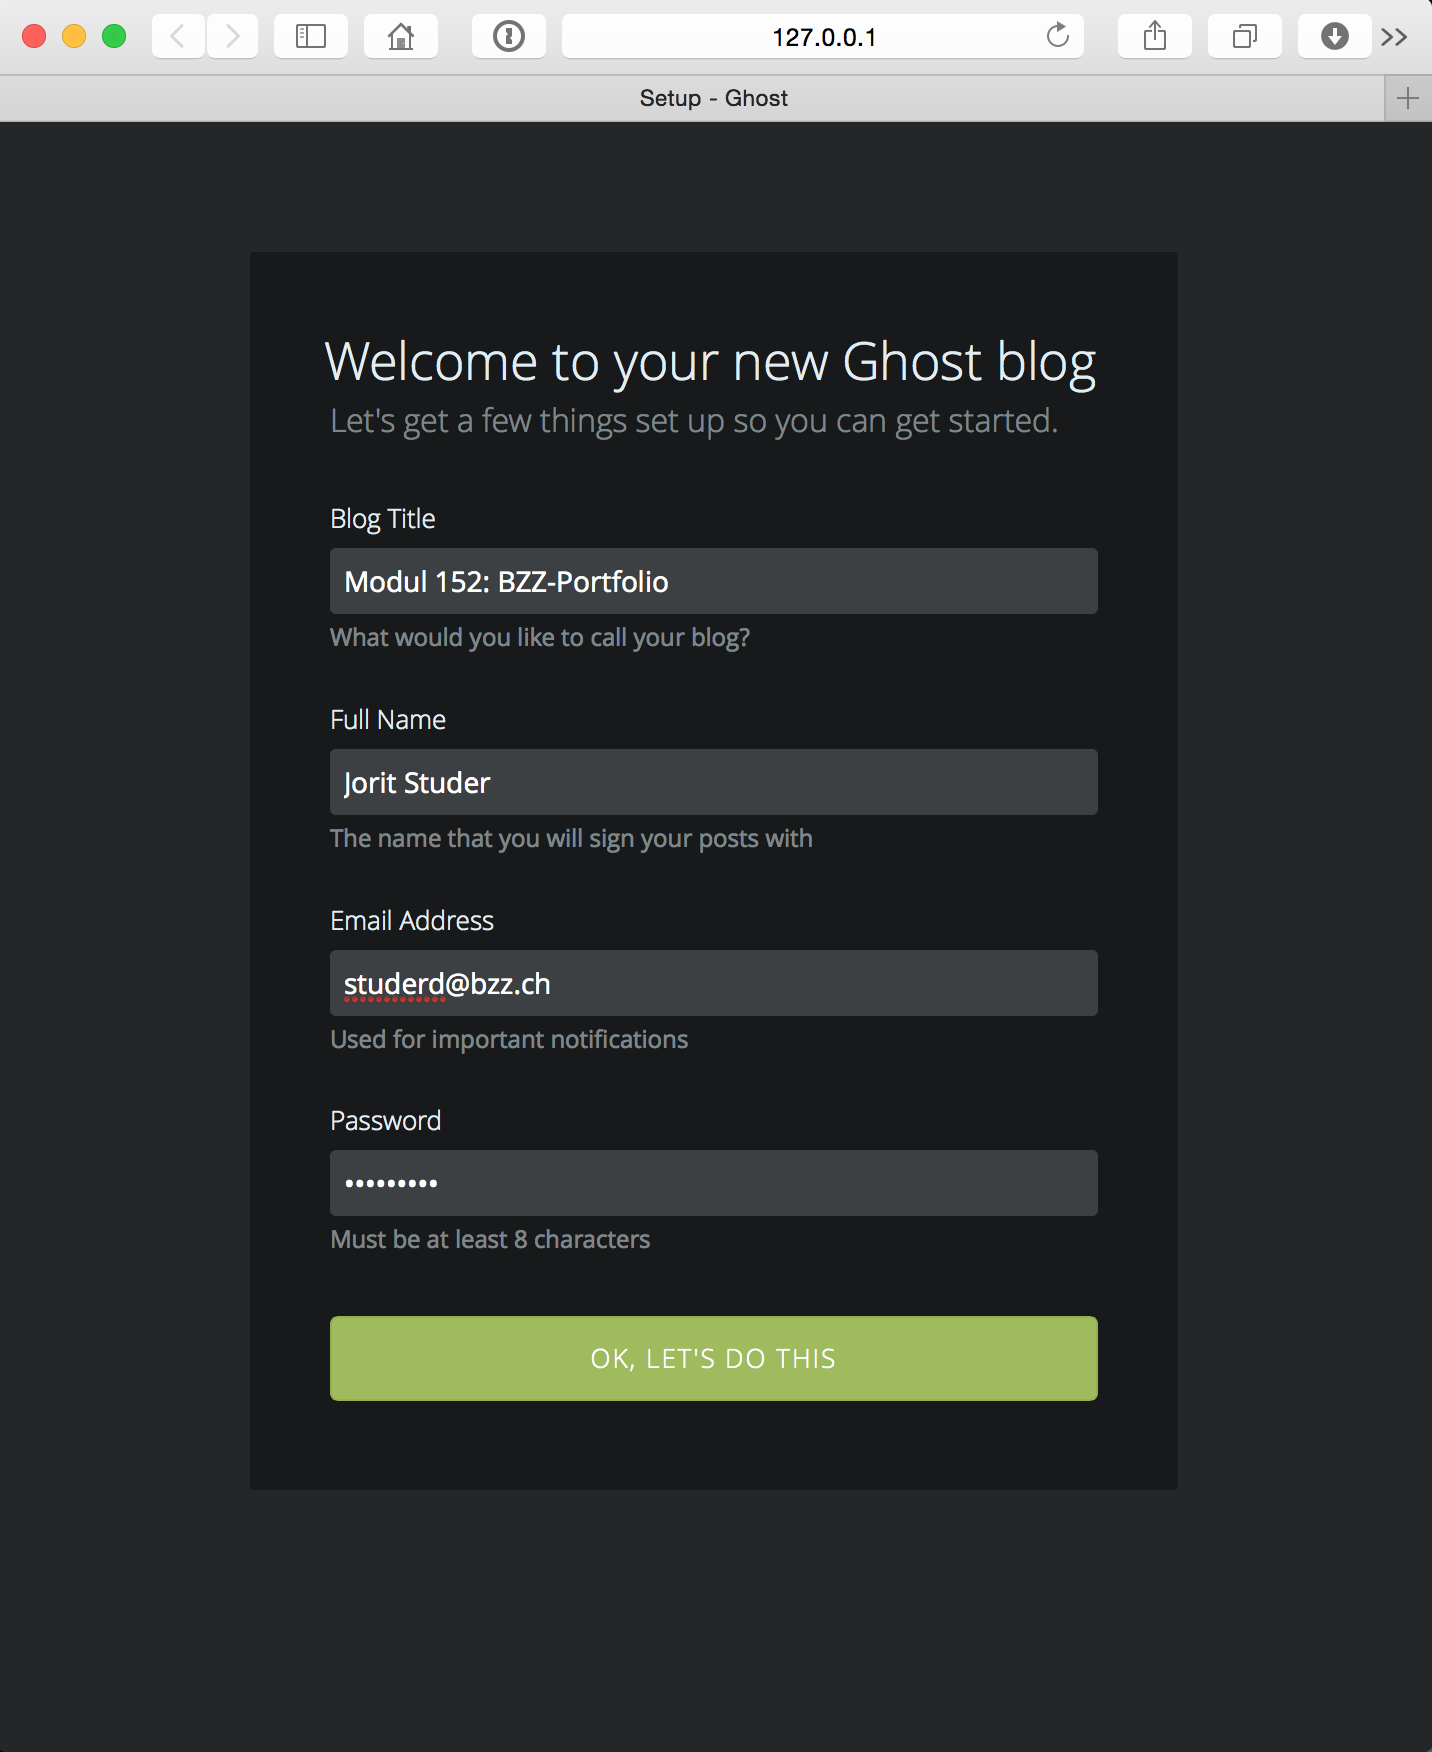 127.0.0.1
Setup - Ghost
Welcome to your new Ghost blog
Let's get a few things set up so you can get started.
Blog Title
Modul 152: BZZ-Portfolio
What would you like to call your blog?
Full Name
Jorit Studer
The name that you will sign your posts with
Email Address
studerd@bzz.ch
Used for important notifications
Password
•••••••••
Must be at least 8 characters
OK, LET'S DO THIS